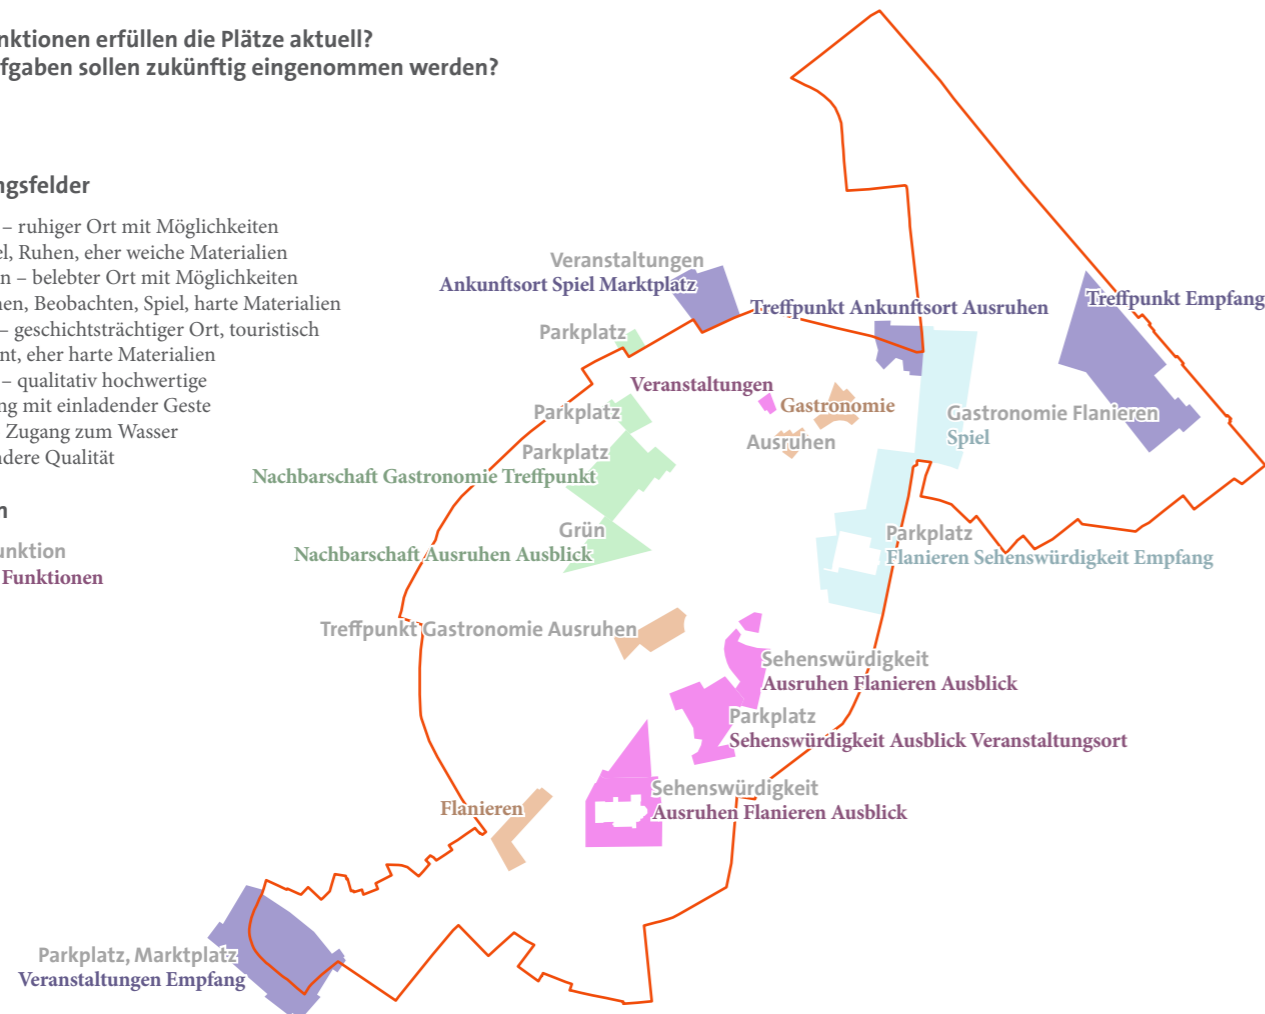 nktionen erfüllen die Plätze aktuell?
fgaben sollen zukünftig eingenommen werden?
ngsfelder
– ruhiger Ort mit Möglichkeiten
el, Ruhen, eher weiche Materialien
n – belebter Ort mit Möglichkeiten
nen, Beobachten, Spiel, harte Materialien
– geschichtsträchtiger Ort, touristisch
nt, eher harte Materialien
– qualitativ hochwertige
ng mit einladender Geste
Zugang zum Wasser
ndere Qualität
n
unktion
Funktionen
Veranstaltungen
Ankunftsort Spiel Marktplatz
Treffpunkt Ankunftsort Ausruhen
Treffpunkt Empfang
Parkplatz
Veranstaltungen
Gastronomie
Parkplatz
Gastronomie Flanieren
Spiel
Ausruhen
Parkplatz
Nachbarschaft Gastronomie Treffpunkt
Grün
Nachbarschaft Ausruhen Ausblick
Parkplatz
Flanieren Sehenswürdigkeit Empfang
Treffpunkt Gastronomie Ausruhen
Sehenswürdigkeit
Ausruhen Flanieren Ausblick
Parkplatz
Sehenswürdigkeit Ausblick Veranstaltungsort
Sehenswürdigkeit
Ausruhen Flanieren Ausblick
Flanieren
Parkplatz, Marktplatz
Veranstaltungen Empfang